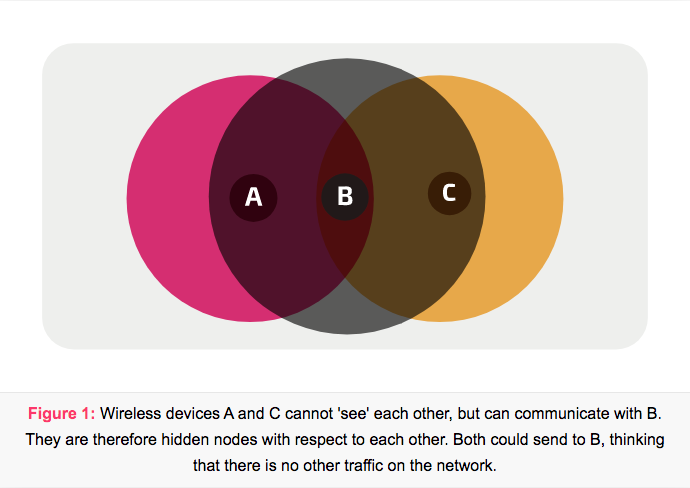 A
B
C
Figure 1: Wireless devices A and C cannot 'see' each other, but can communicate with B.
They are therefore hidden nodes with respect to each other. Both could send to B, thinking
that there is no other traffic on the network.